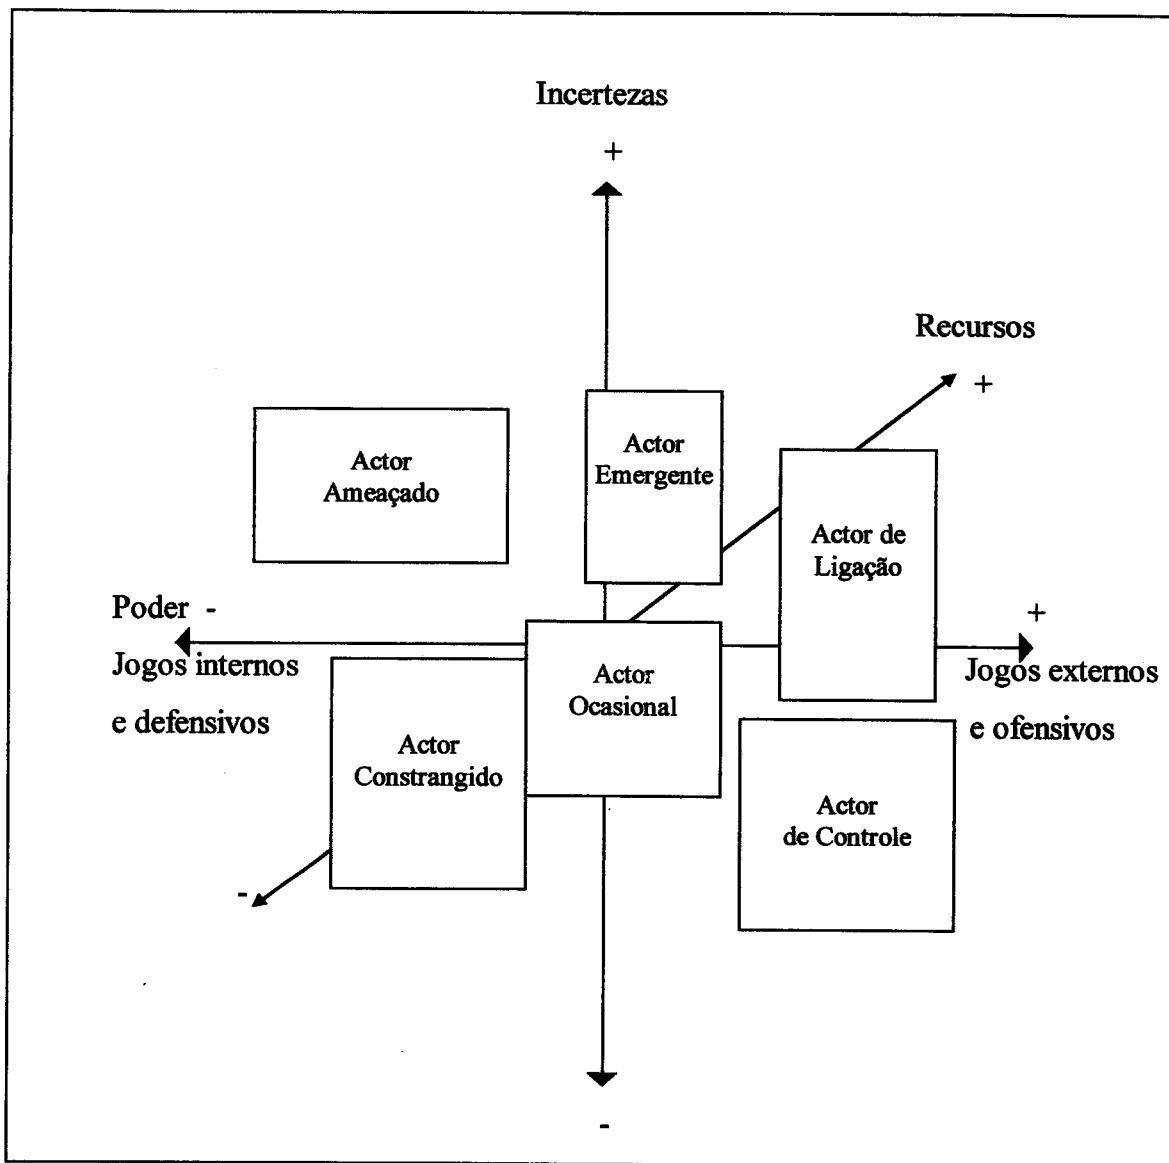 Incertezas
+
Recursos
+
Actor
Emergente
Actor
Ameaçado
Actor de
Ligação
Poder -
+
Jogos internos
e defensivos
Jogos externos
e ofensivos
Actor
Ocasional
Actor
Constrangido
Actor
de Controle
-
-